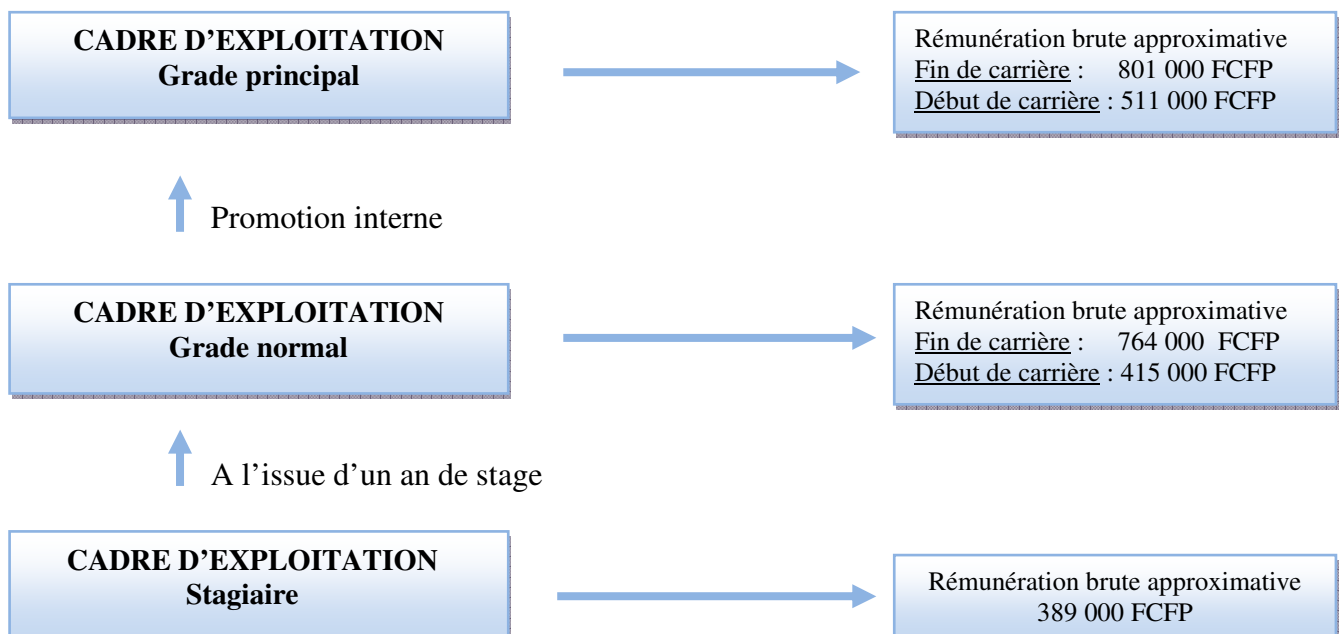 CADRE D’EXPLOITATION
Grade principal
Rémunération brute approximative
Fin de carrière : 801 000 FCFP
Début de carrière : 511 000 FCFP
Promotion interne
CADRE D’EXPLOITATION
Grade normal
Rémunération brute approximative
Fin de carrière : 764 000 FCFP
Début de carrière : 415 000 FCFP
A l’issue d’un an de stage
CADRE D’EXPLOITATION
Stagiaire
Rémunération brute approximative
389 000 FCFP